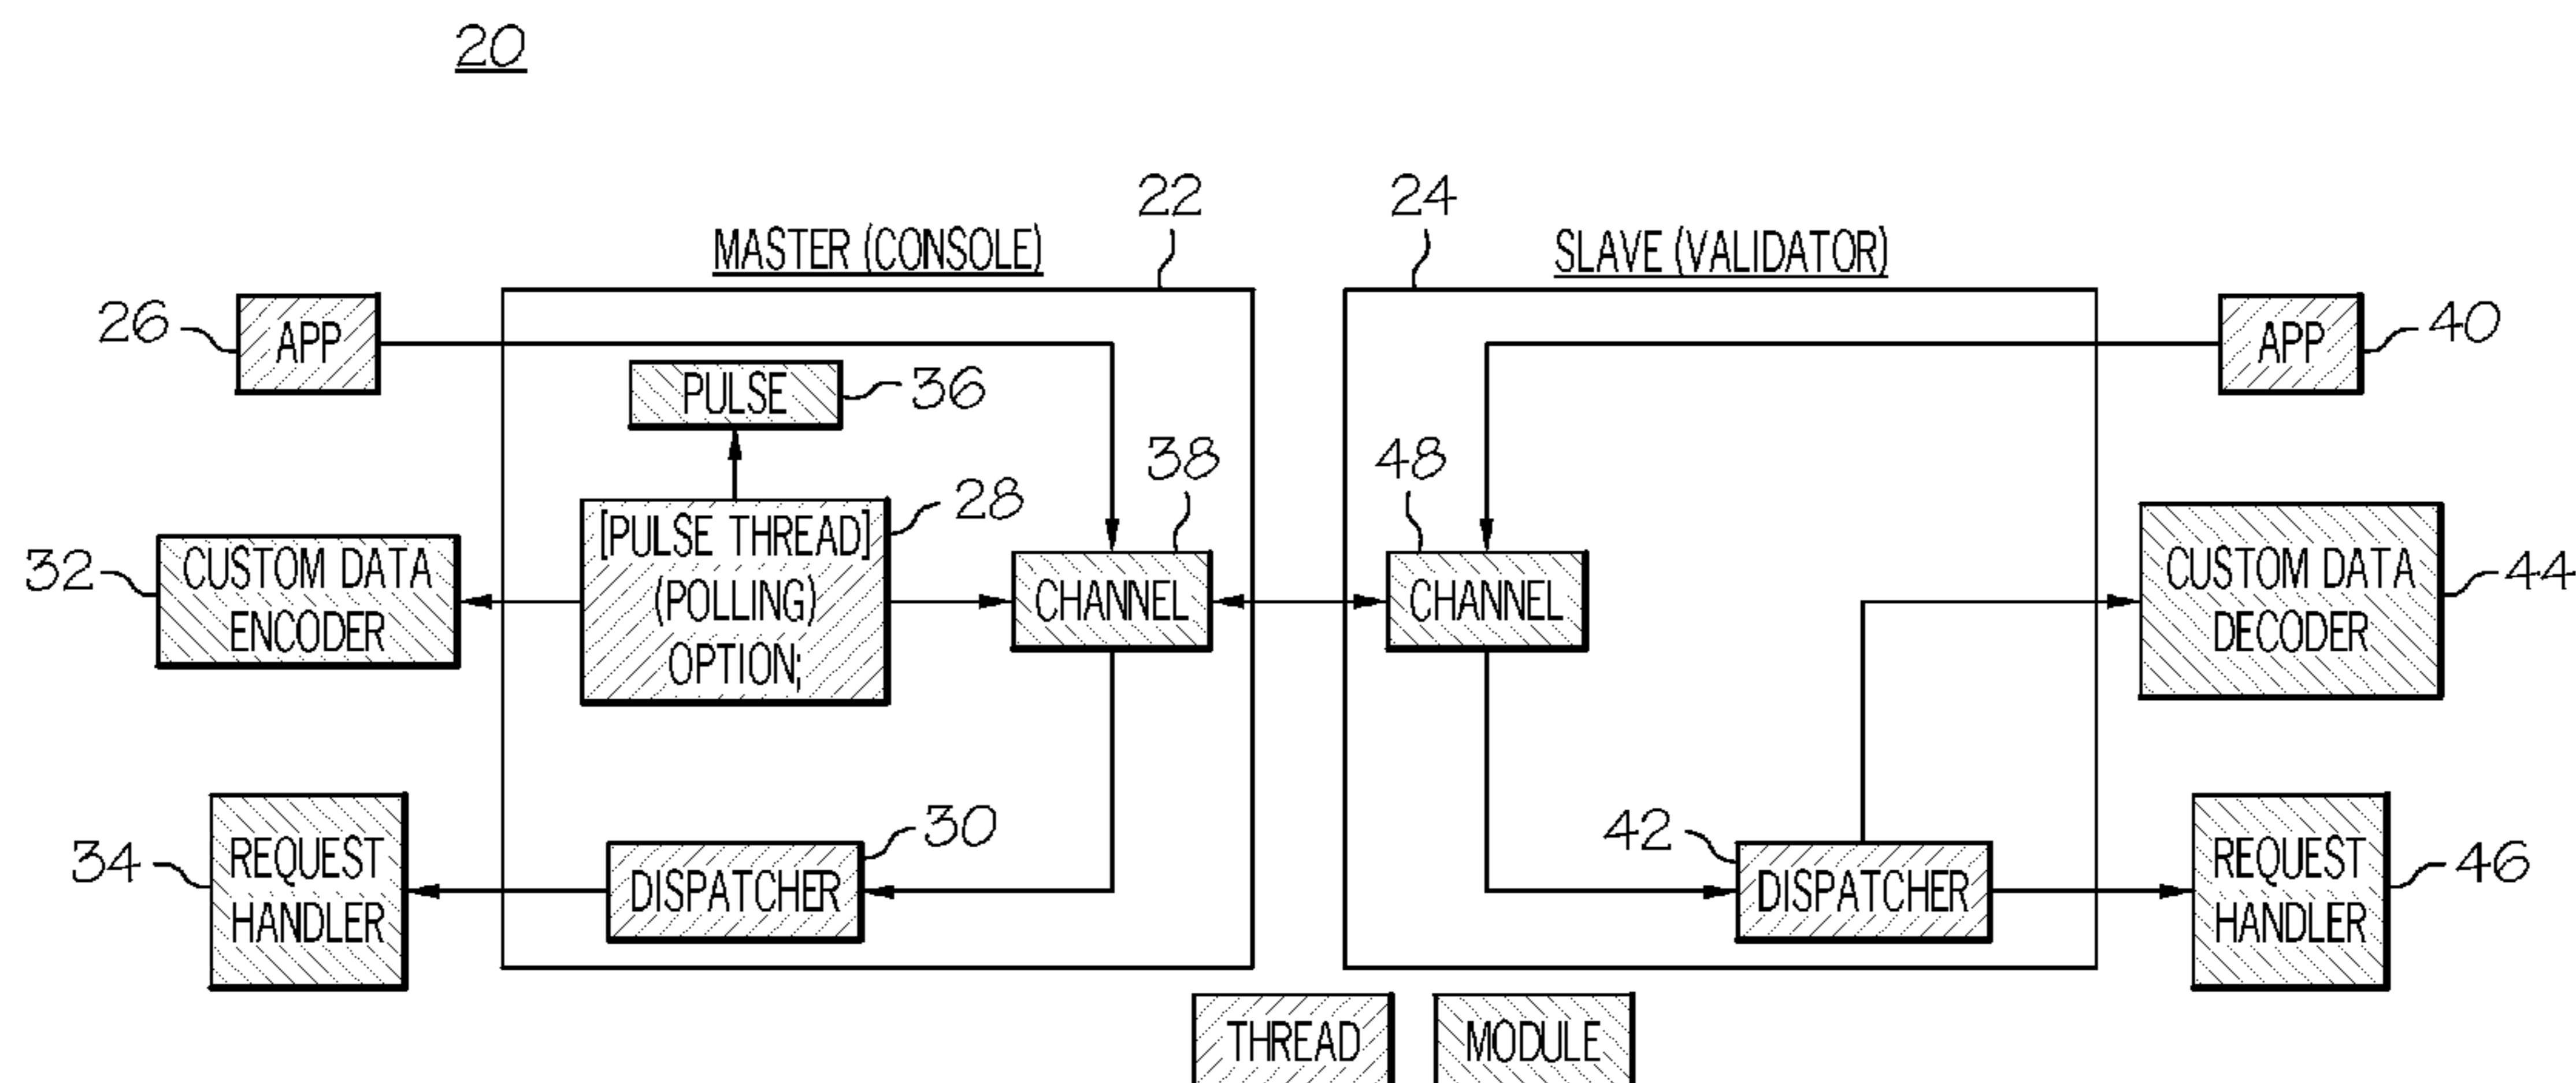 20
22
24
MASTER (CONSOLE)
SLAVE (VALIDATOR)
26
APP
APP
40
PULSE
36
38
48
28
[PULSE THREAD]
(POLLING)
OPTION;
32
CUSTOM DATA
ENCODER
CHANNEL
CHANNEL
CUSTOM DATA
DECODER
44
34
REQUEST
HANDLER
30
DISPATCHER
42
DISPATCHER
REQUEST
HANDLER
46
THREAD
MODULE